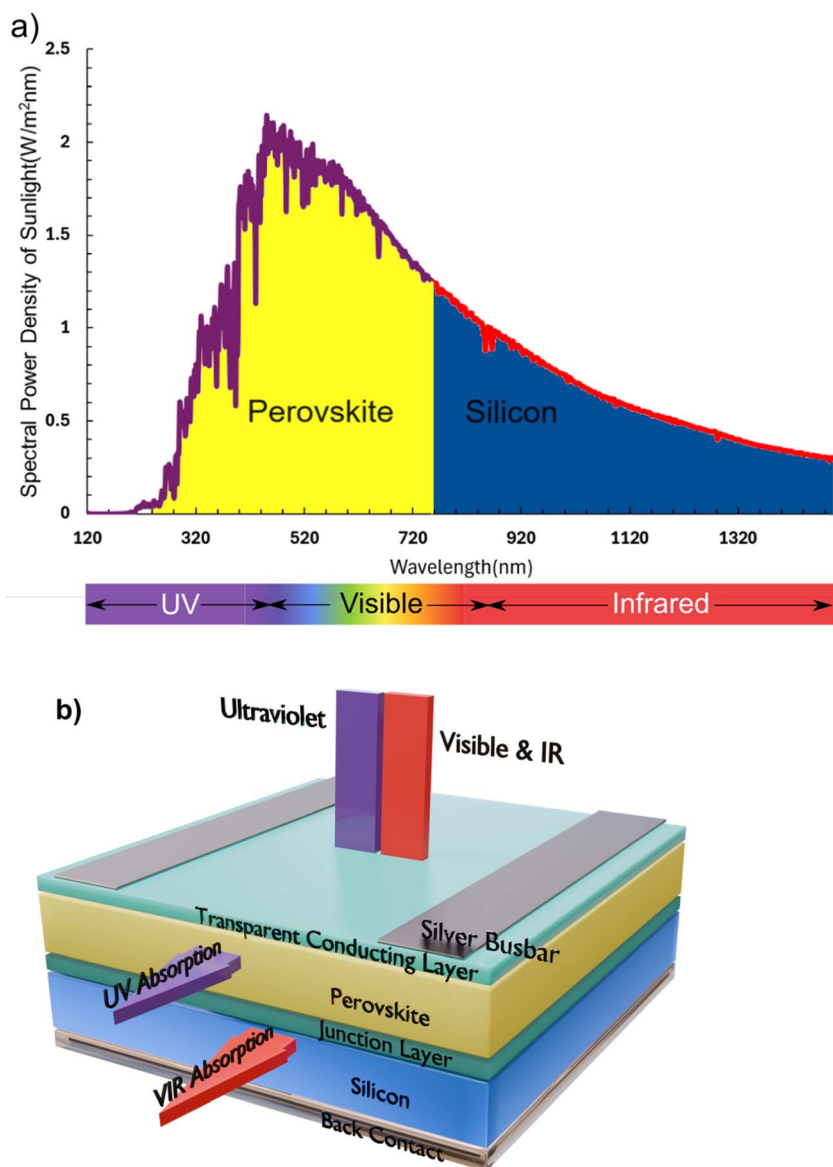 a)
Spectral Power Density of Sunlight(W/m²nm)
2.5
2
1.5
1
0.5
0
Perovskite
Silicon
120
320
520
720
920
1120
1320
Wavelength(nm)
UV
Visible
Infrared
b)
Ultraviolet
Visible & IR
Silver Busbar
Transparent Conducting Layer
UV Absorption
Perovskite
Junction Layer
VIR Absorption
Silicon
Back Contact